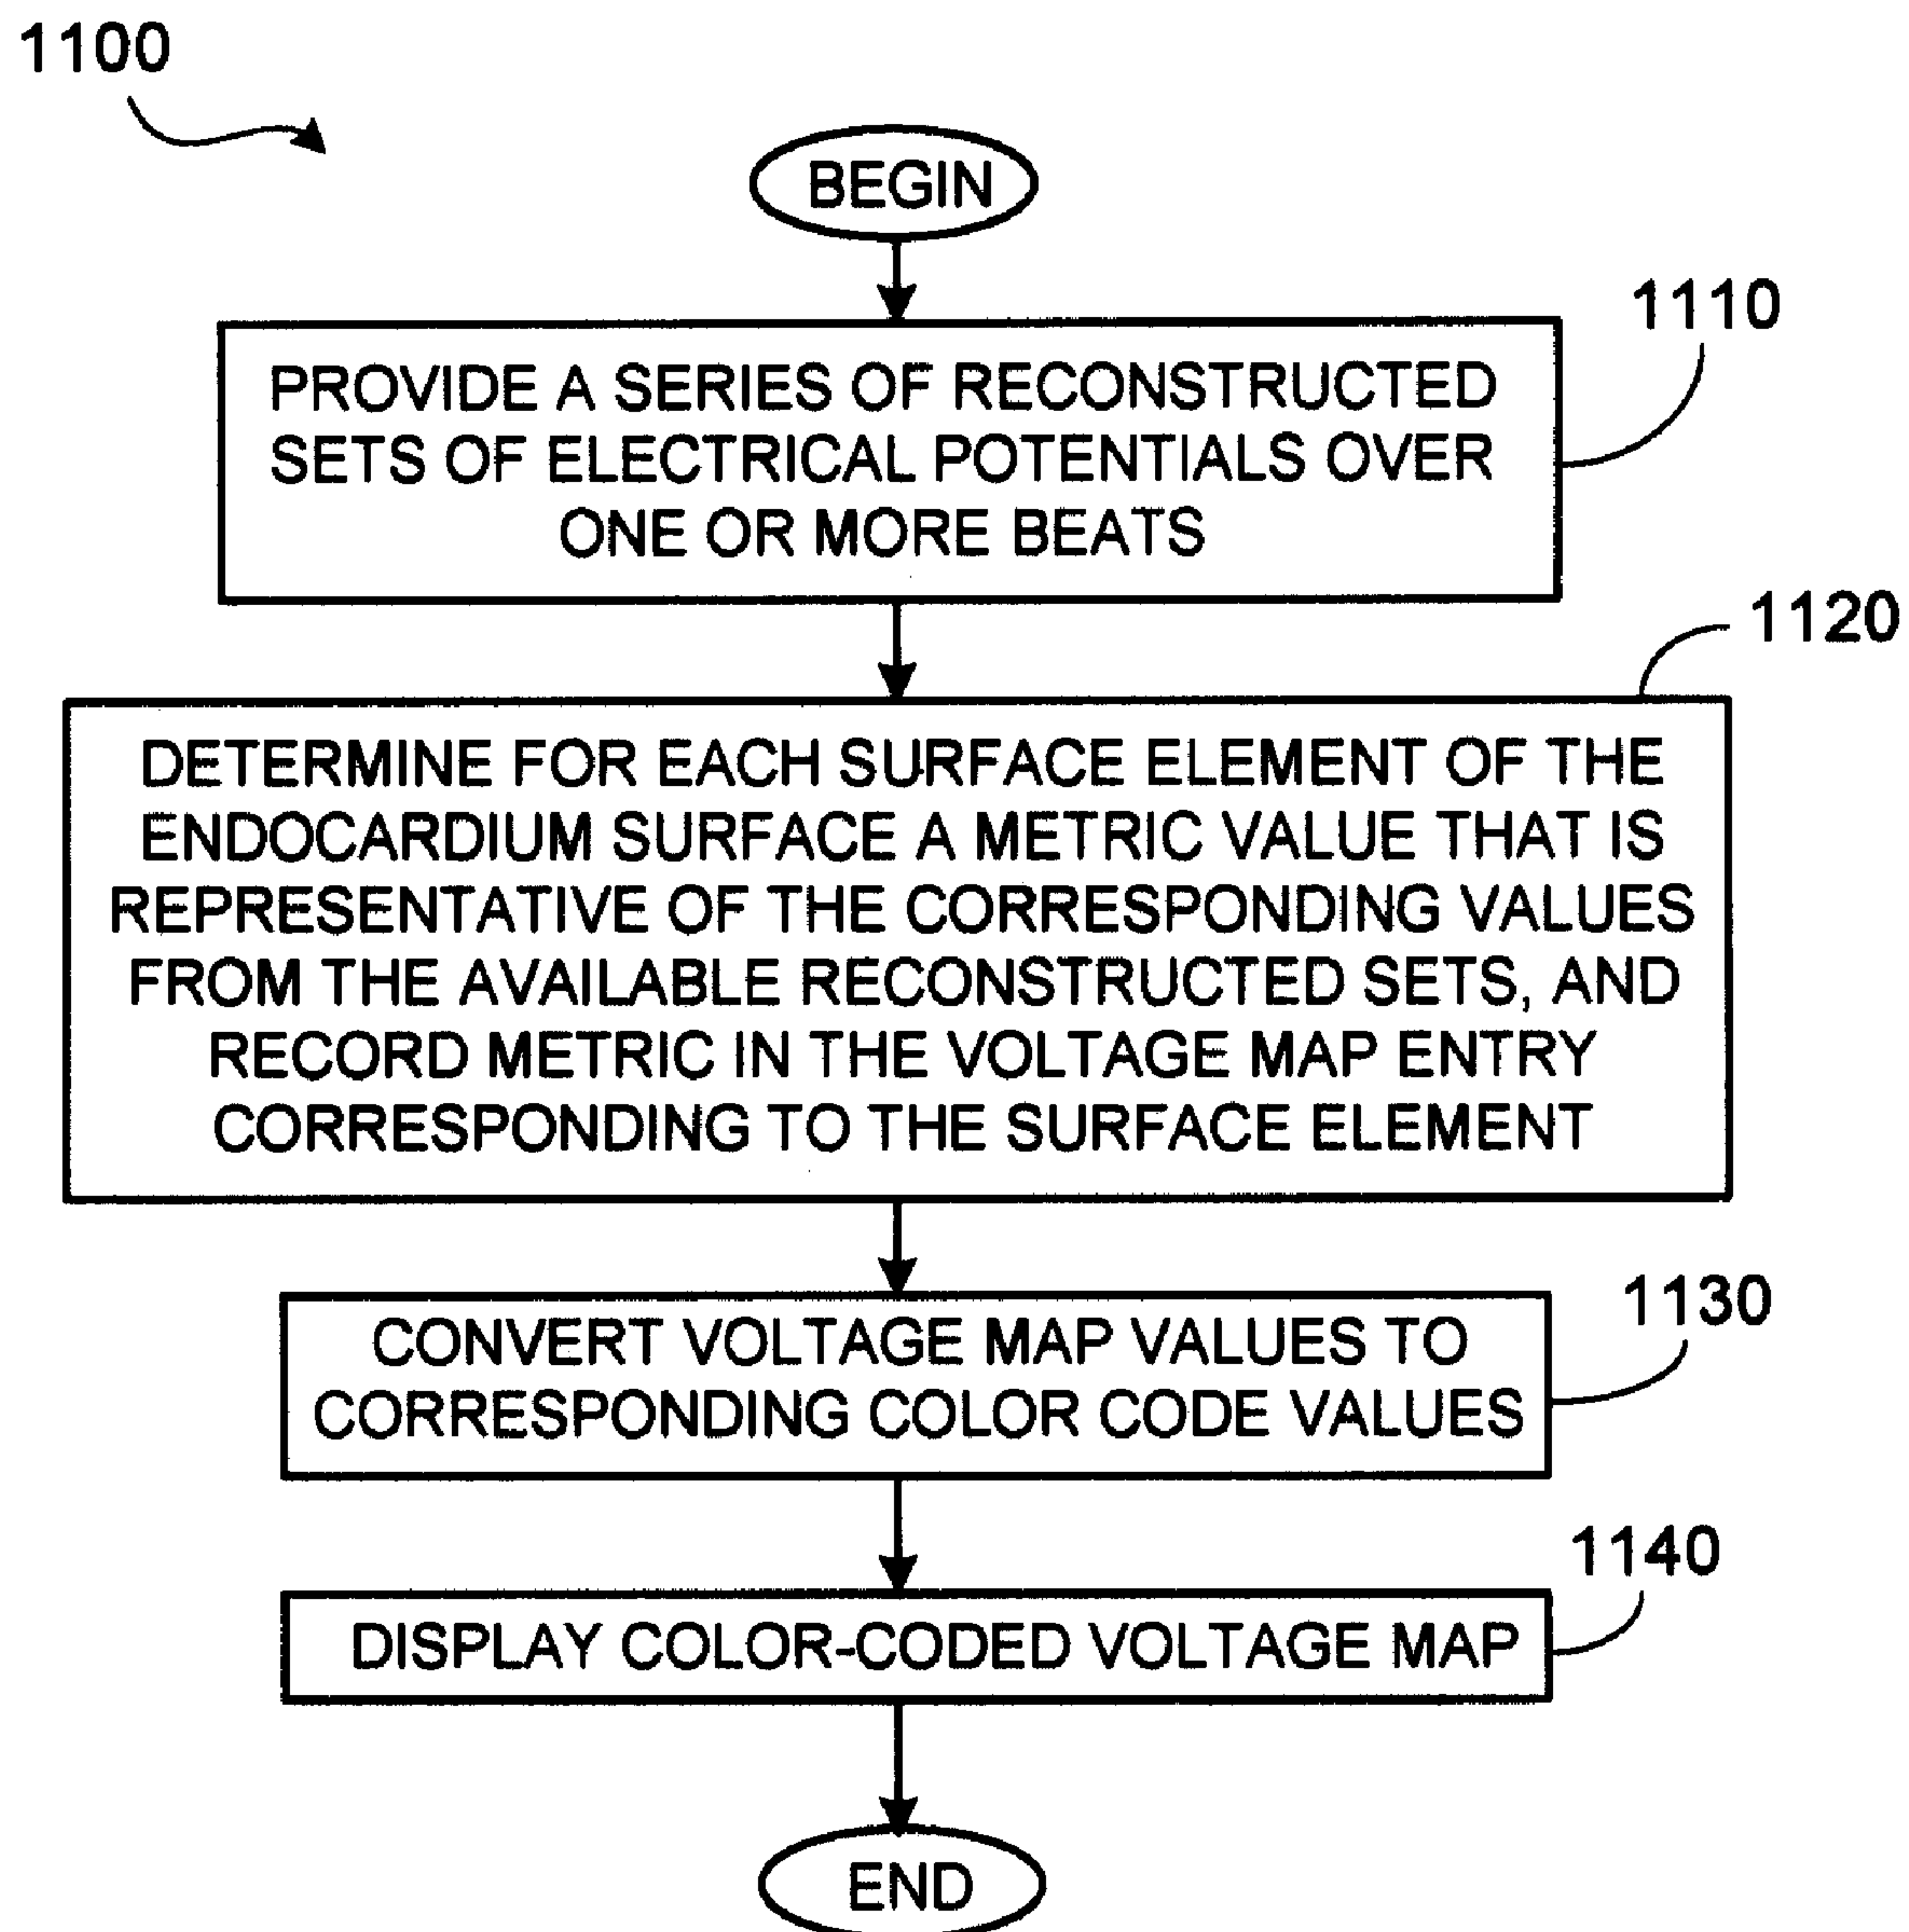 1100
BEGIN
1110
PROVIDE A SERIES OF RECONSTRUCTED
SETS OF ELECTRICAL POTENTIALS OVER
ONE OR MORE BEATS
1120
DETERMINE FOR EACH SURFACE ELEMENT OF THE
ENDOCARDIUM SURFACE A METRIC VALUE THAT IS
REPRESENTATIVE OF THE CORRESPONDING VALUES
FROM THE AVAILABLE RECONSTRUCTED SETS, AND
RECORD METRIC IN THE VOLTAGE MAP ENTRY
CORRESPONDING TO THE SURFACE ELEMENT
1130
CONVERT VOLTAGE MAP VALUES TO
CORRESPONDING COLOR CODE VALUES
1140
DISPLAY COLOR-CODED VOLTAGE MAP
END